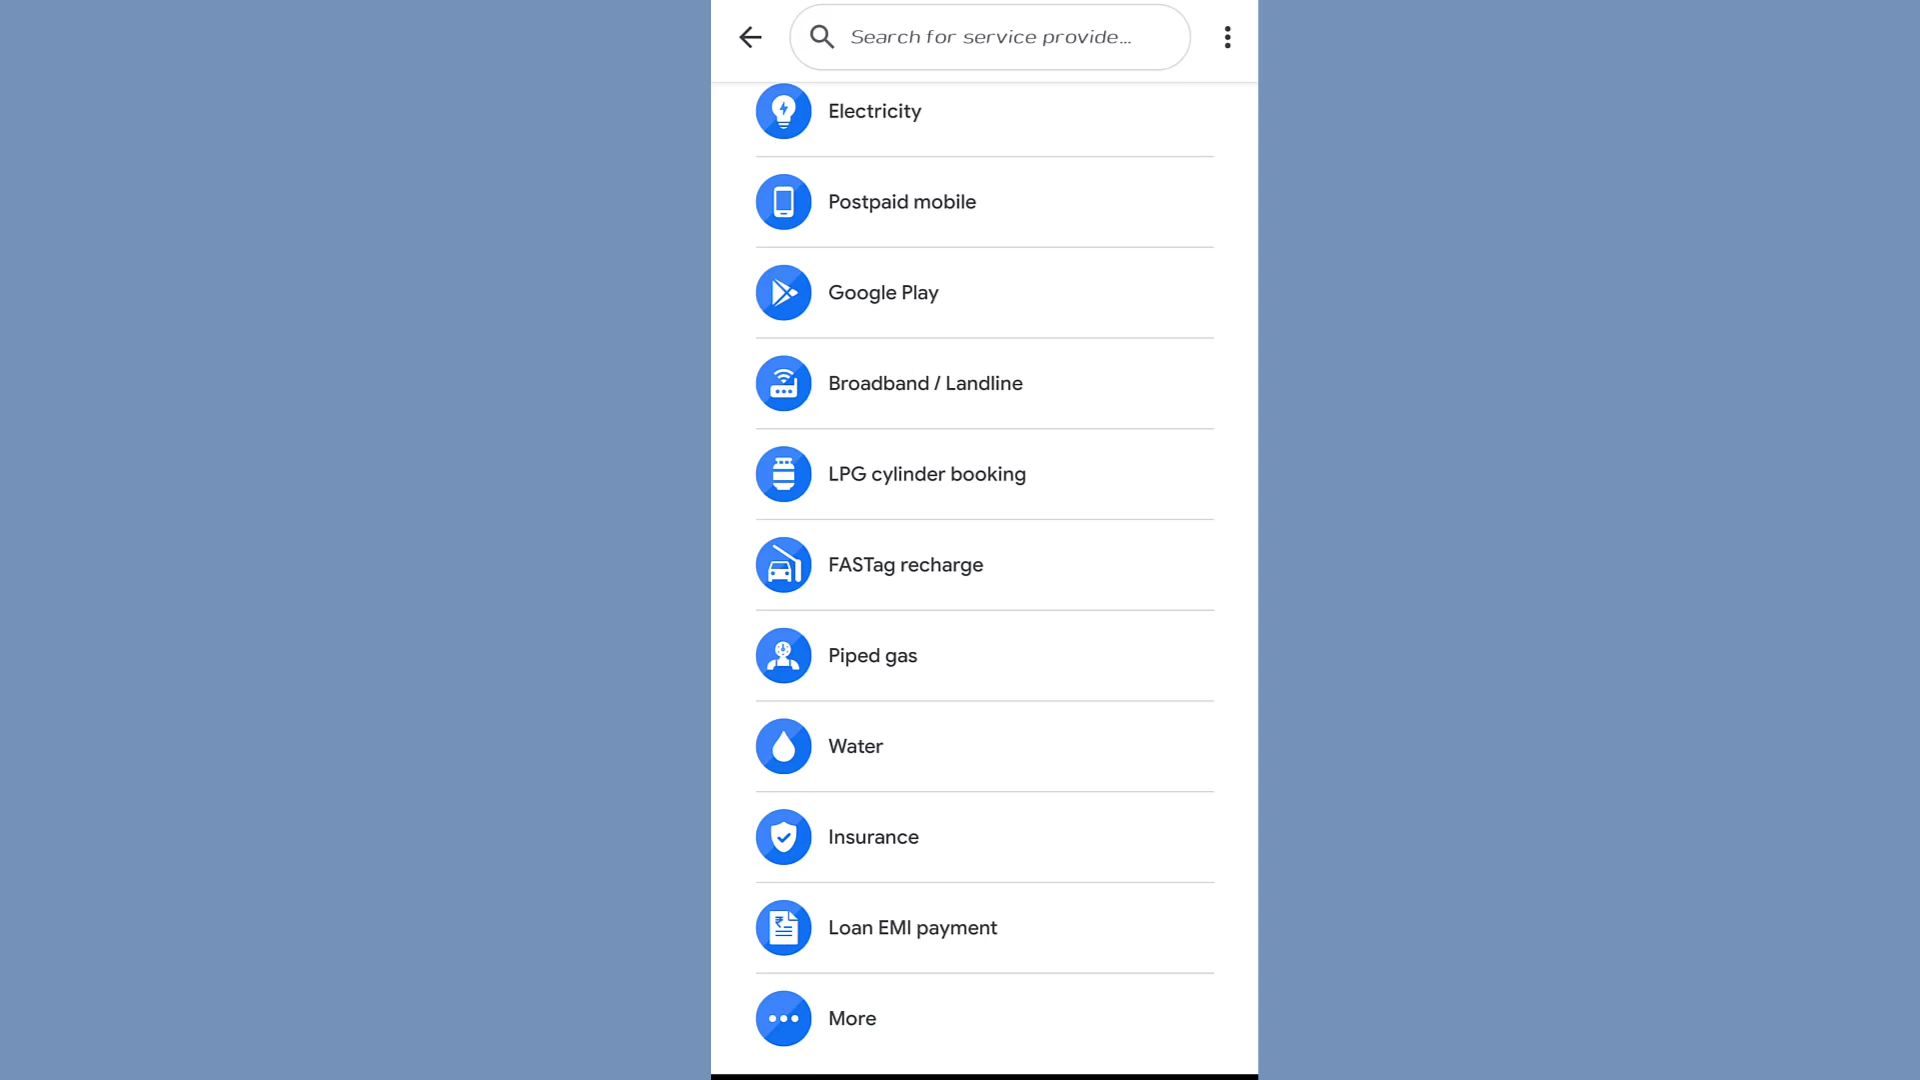 Search for service provide...
Electricity
Postpaid mobile
Google Play
Broadband / Landline
LPG cylinder booking
FASTag recharge
Piped gas
Water
Insurance
Loan EMI payment
More